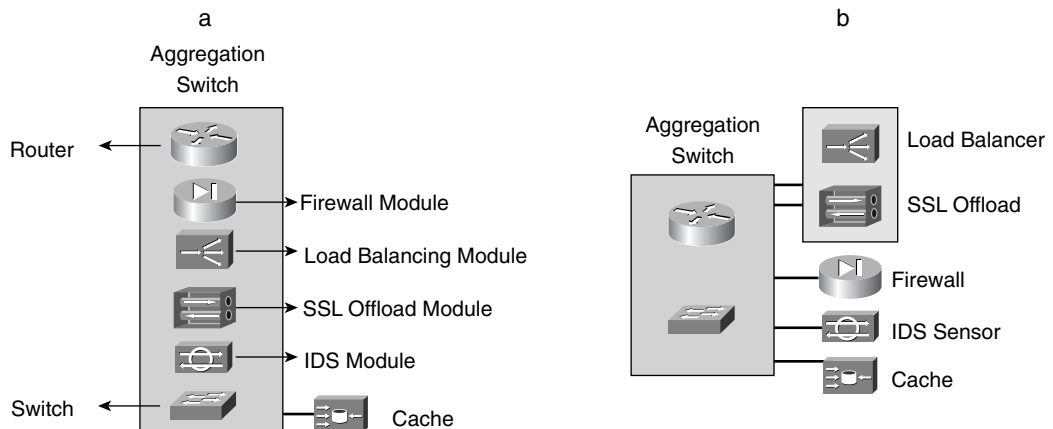 a
Aggregation
Switch
Router
Firewall Module
Load Balancing Module
SSL Offload Module
IDS Module
Switch
Cache
b
Aggregation
Switch
Load Balancer
SSL Offload
Firewall
IDS Sensor
Cache